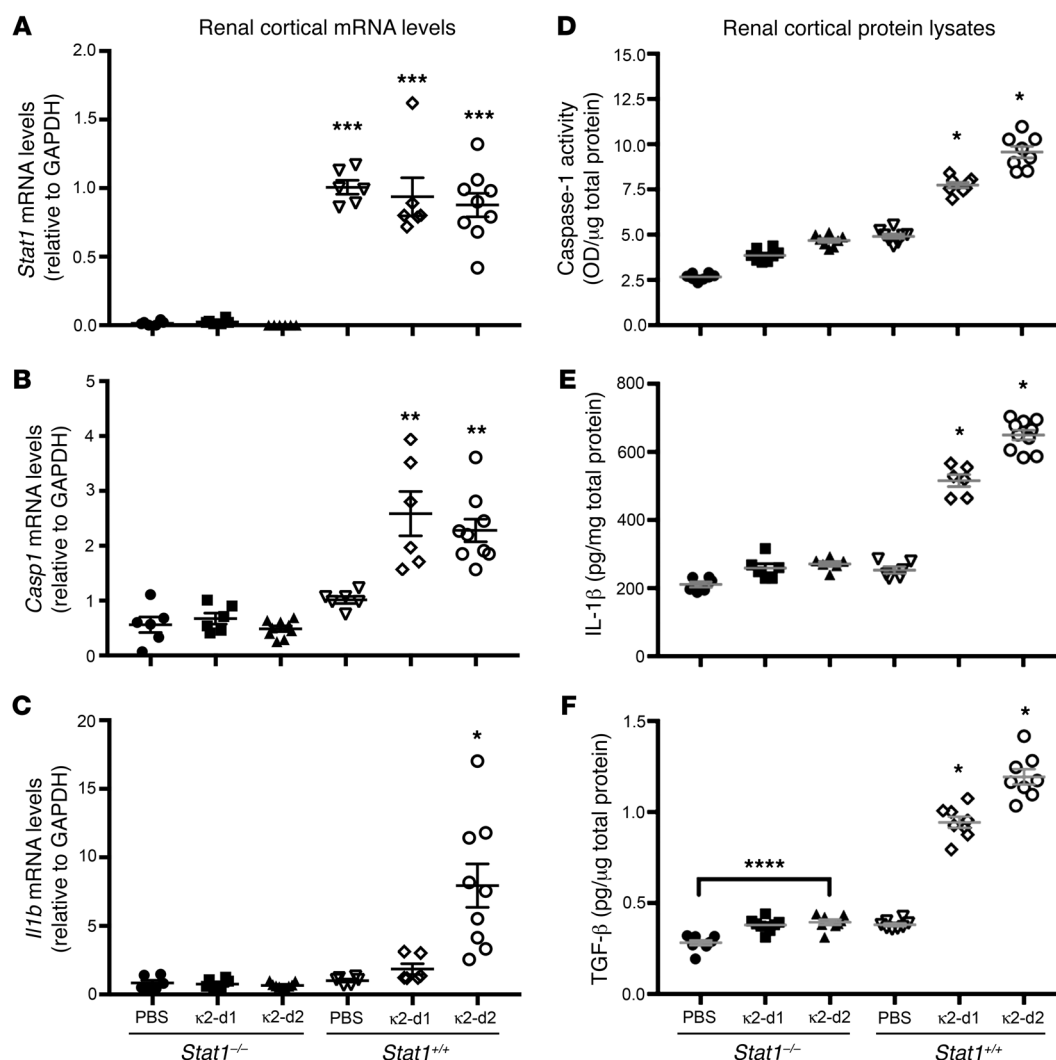 A Renal cortical mRNA levels
Stat1 mRNA levels
(relative to GAPDH)
2.0
1.5
1.0
0.5
0.0
*** *** ***
B
Casp1 mRNA levels
(relative to GAPDH)
5
4
3
2
1
0
** **
C
Il1b mRNA levels
(relative to GAPDH)
20
15
10
5
0
*
PBS κ2-d1 κ2-d2 PBS κ2-d1 κ2-d2
Stat1–/– Stat1+/+
D Renal cortical protein lysates
Caspase-1 activity
(OD/μg total protein)
15.0
12.5
10.0
7.5
5.0
2.5
0.0
* *
E
IL-1β (pg/mg total protein)
800
600
400
200
0
* *
F
TGF-β (pg/μg total protein)
1.5
1.0
0.5
0.0
**** * *
PBS κ2-d1 κ2-d2 PBS κ2-d1 κ2-d2
Stat1–/– Stat1+/+